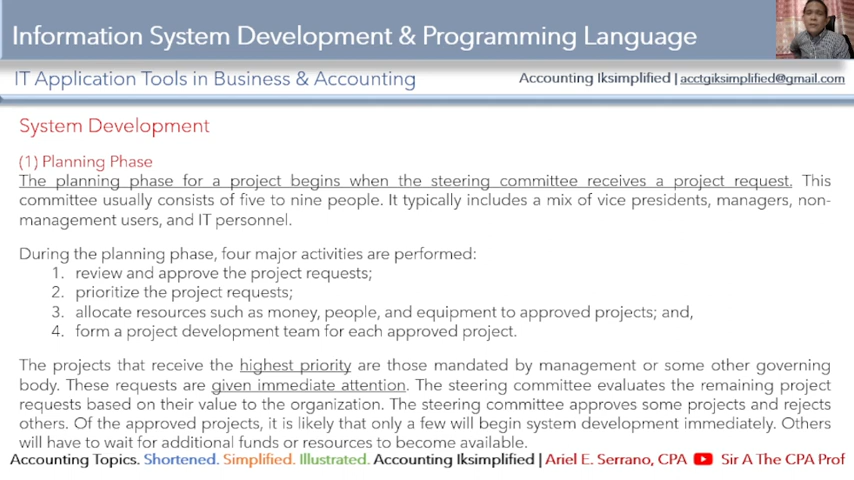 Information System Development & Programming Language
IT Application Tools in Business & Accounting
Accounting Iksimplified | acctgiksimplified@gmail.com
System Development
(1) Planning Phase
The planning phase for a project begins when the steering committee receives a project request. This
committee usually consists of five to nine people. It typically includes a mix of vice presidents, managers, non-
management users, and IT personnel.
During the planning phase, four major activities are performed:
1. review and approve the project requests;
2. prioritize the project requests;
3. allocate resources such as money, people, and equipment to approved projects; and,
4. form a project development team for each approved project.
The projects that receive the highest priority are those mandated by management or some other governing
body. These requests are given immediate attention. The steering committee evaluates the remaining project
requests based on their value to the organization. The steering committee approves some projects and rejects
others. Of the approved projects, it is likely that only a few will begin system development immediately. Others
will have to wait for additional funds or resources to become available.
Accounting Topics. Shortened. Simplified. Illustrated. Accounting Iksimplified | Ariel E. Serrano, CPA Sir A The CPA Prof